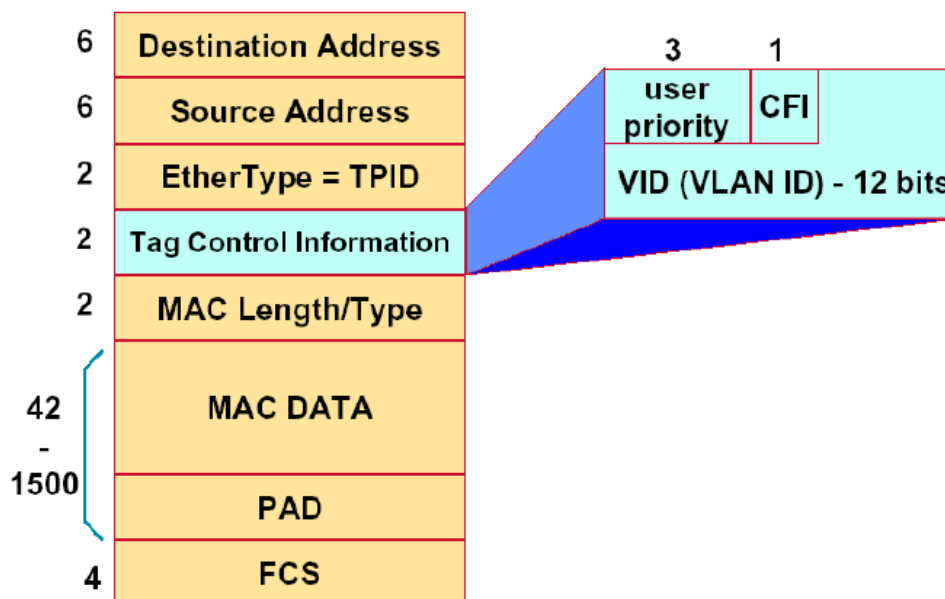 6
Destination Address
6
Source Address
2
EtherType = TPID
2
Tag Control Information
2
MAC Length/Type
42
-
1500
MAC DATA
PAD
4
FCS
3
1
user
priority
CFI
VID (VLAN ID) - 12 bits